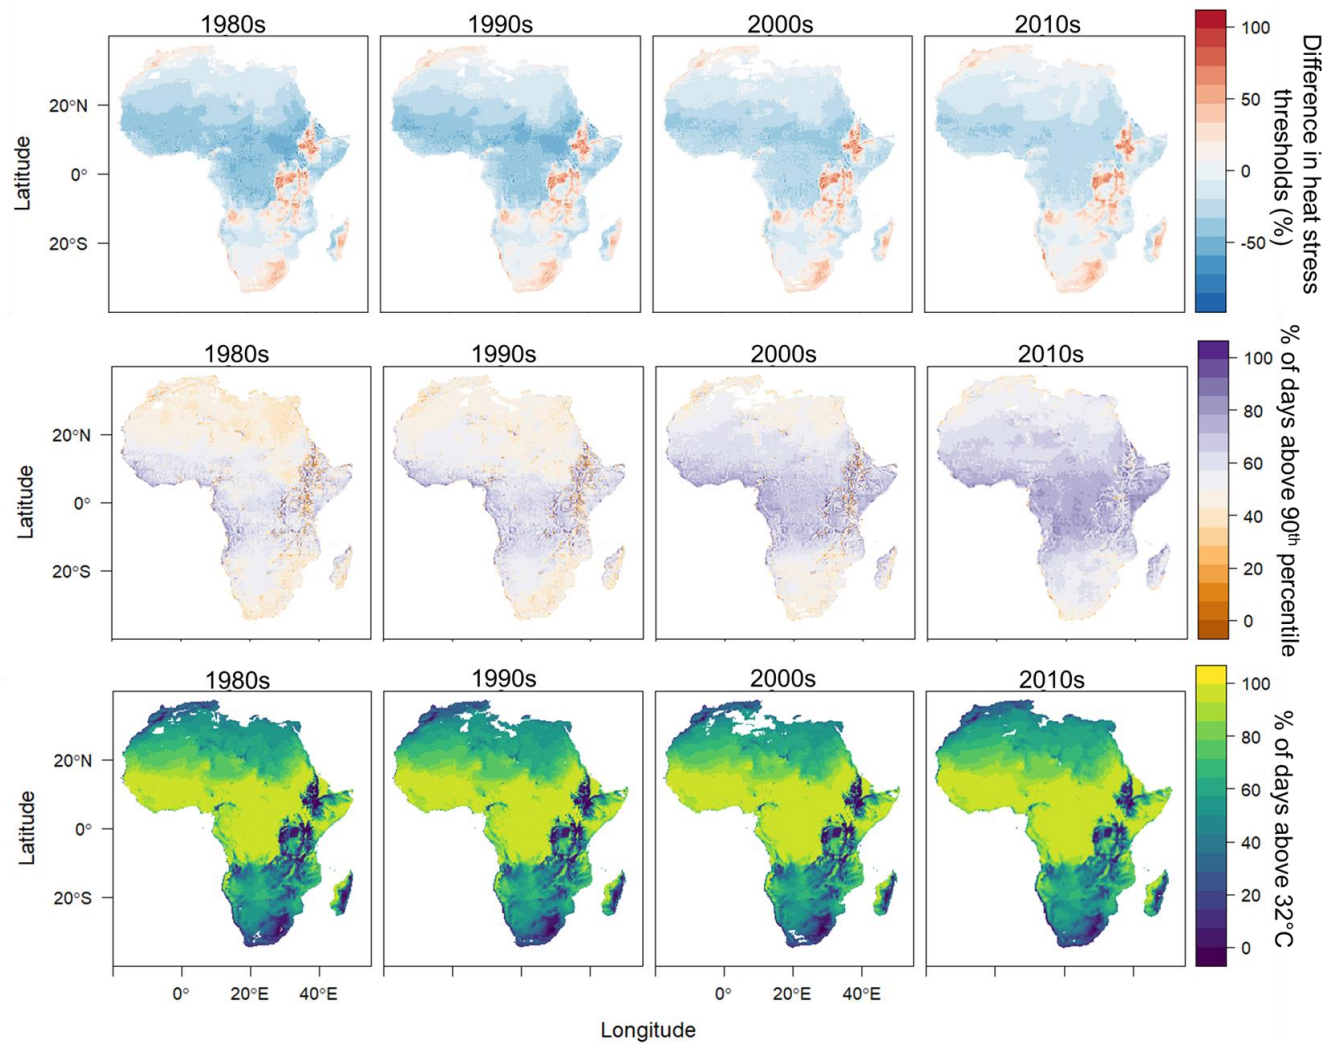 1980s
1990s
2000s
2010s
20°N
0°
20°S
Latitude
100
50
0
-50
Difference in heat stress
thresholds (%)
1980s
1990s
2000s
2010s
20°N
0°
20°S
Latitude
100
80
60
40
20
0
% of days above 90th percentile
1980s
1990s
2000s
2010s
20°N
0°
20°S
Latitude
100
80
60
40
20
0
% of days above 32°C
0°
20°E
40°E
0°
20°E
40°E
Longitude